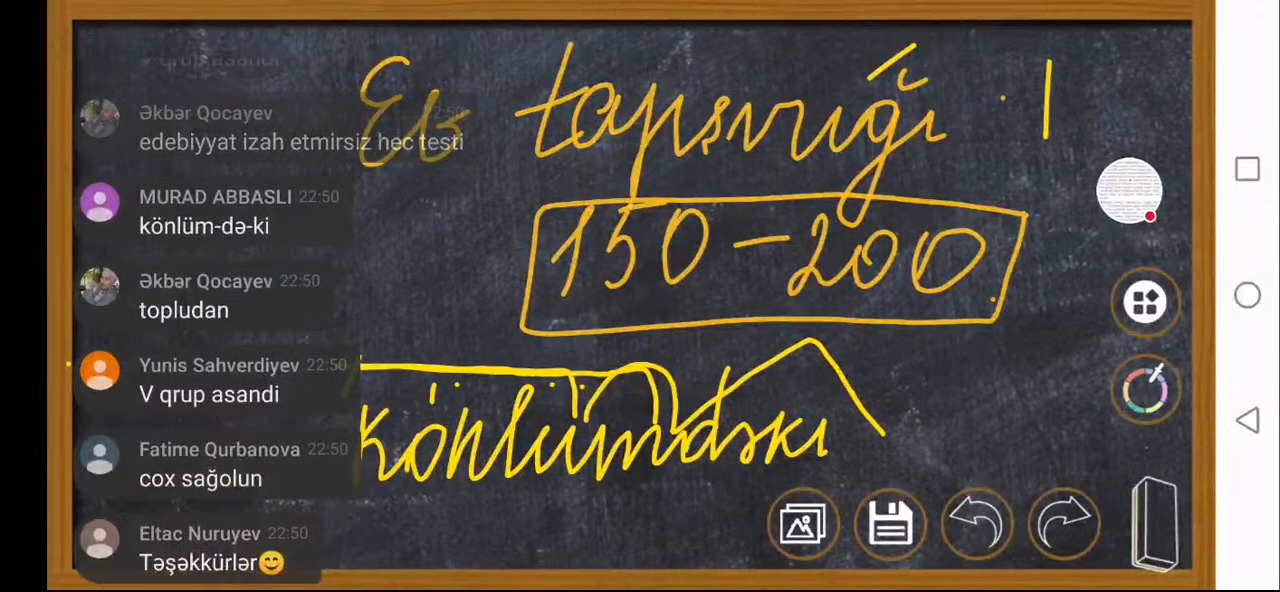 Əkbər Qocayev
edebiyyat izah etmirsiz hec testi
MURAD ABBASLI 22:50
könlüm-də-ki
Əkbər Qocayev 22:50
topludan
Yunis Sahverdiyev 22:50
V qrup asandi
Fatime Qurbanova 22:50
cox sağolun
Eltac Nuruyev 22:50
Təşəkkürlər😊
Ev tapşırığı
150-200
könlümdəki